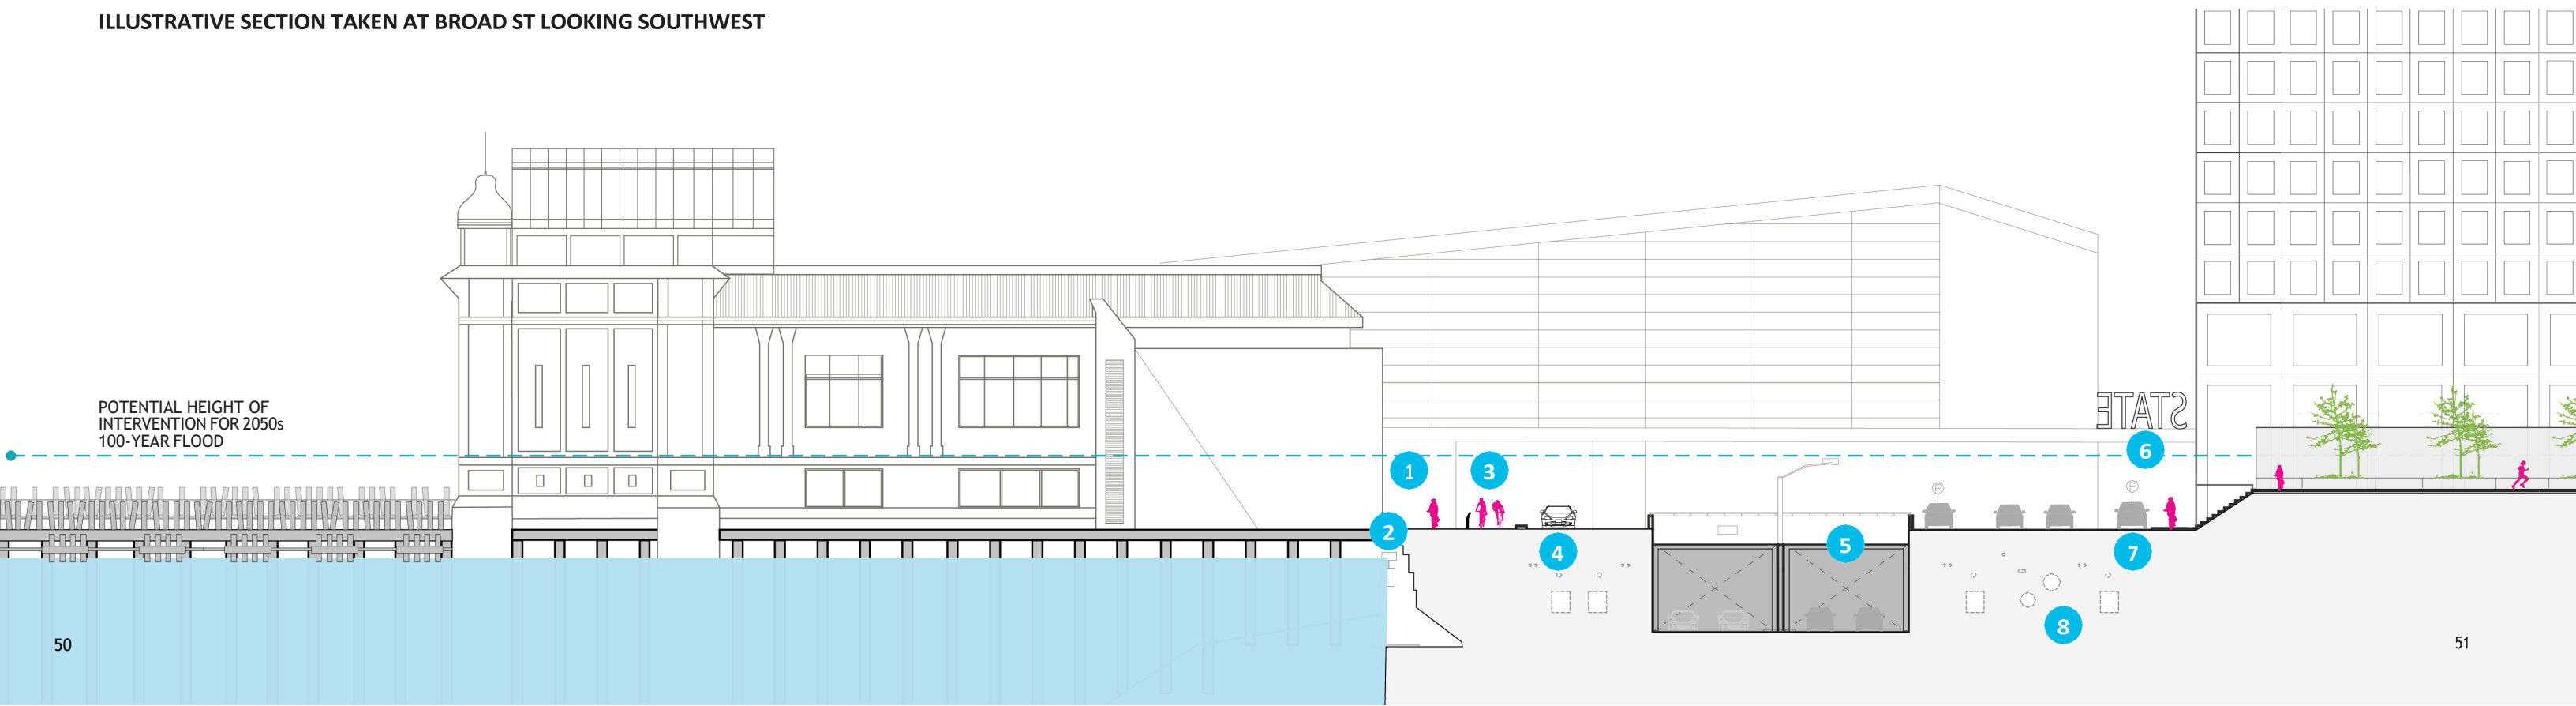 ILLUSTRATIVE SECTION TAKEN AT BROAD ST LOOKING SOUTHWEST
POTENTIAL HEIGHT OF
INTERVENTION FOR 2050s
100-YEAR FLOOD
STATE
1
3
6
P
P
2
4
5
7
8
50
51